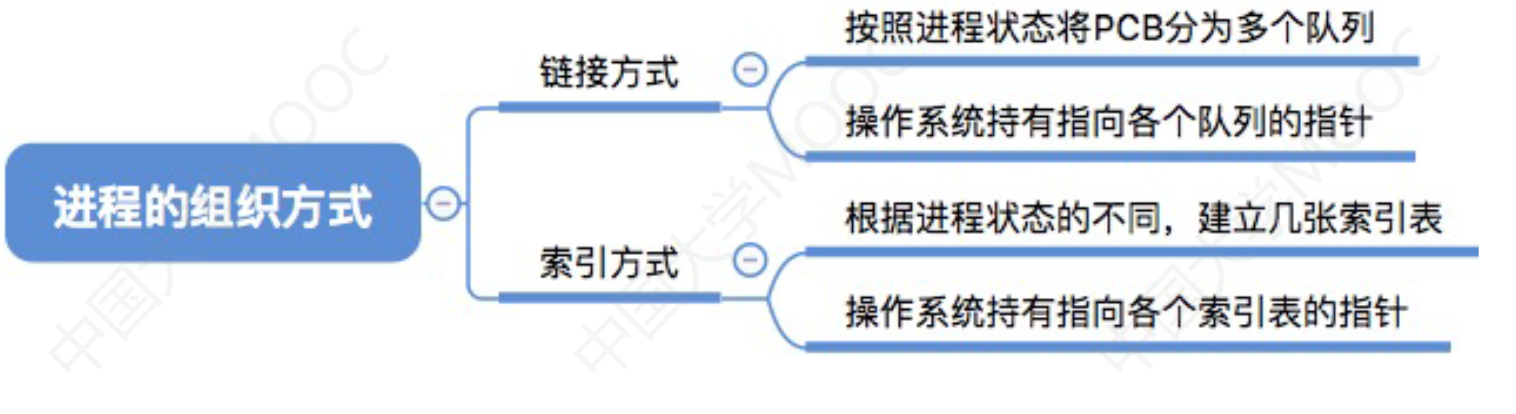 按照进程状态将PCB分为多个队列
链接方式
操作系统持有指向各个队列的指针
进程的组织方式
根据进程状态的不同，建立几张索引表
索引方式
操作系统持有指向各个索引表的指针
中国大学MOOC
中国大学MOOC
中国大学MOOC